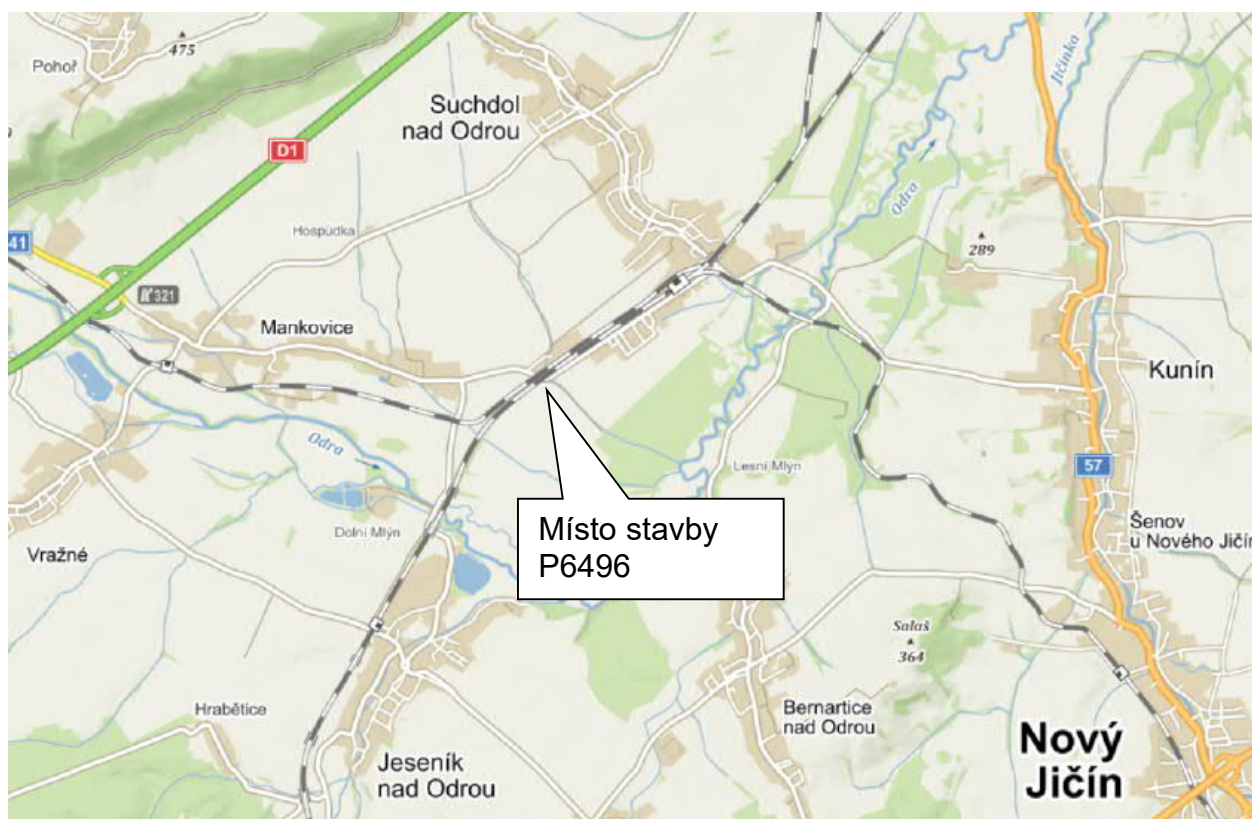 475
Pohoř
Suchdol
nad Odrou
Jičínka
D1
Odra
Hospůdka
289
41
321
Mankovice
Kunín
Odra
Lesní Mlýn
57
Místo stavby
P6496
Dolní Mlýn
Šenov
u Nového Jičín
Vražné
Salaš
364
Hrabětice
Bernartice
nad Odrou
Nový
Jičín
Jeseník
nad Odrou